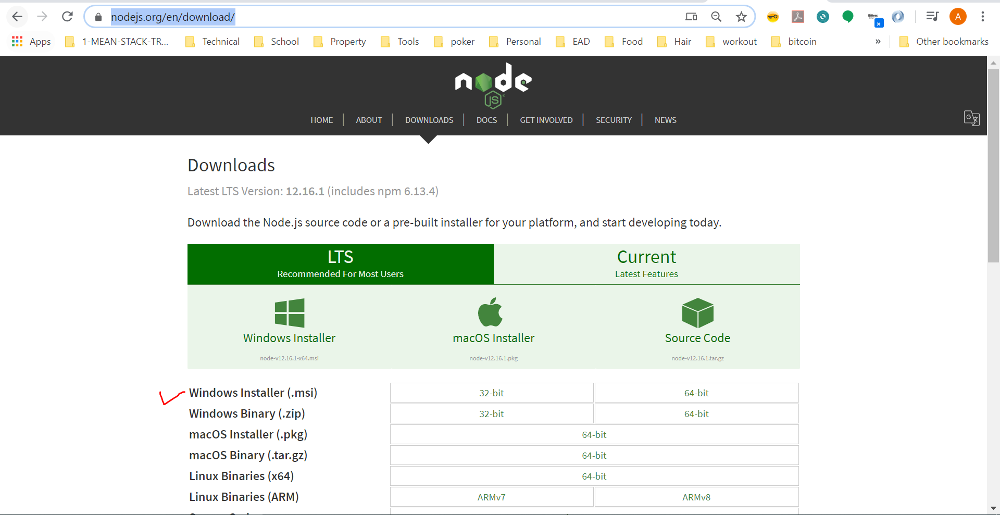 nodejs.org/en/download/
A
Apps 1-MEAN-STACK-TR... Technical School Property Tools poker Personal EAD Food Hair workout bitcoin » Other bookmarks
node
JS
HOME | ABOUT | DOWNLOADS | DOCS | GET INVOLVED | SECURITY | NEWS
Downloads
Latest LTS Version: 12.16.1 (includes npm 6.13.4)
Download the Node.js source code or a pre-built installer for your platform, and start developing today.
LTS
Recommended For Most Users
Current
Latest Features
Windows Installer
node-v12.16.1-x64.msi
macOS Installer
node-v12.16.1.pkg
Source Code
node-v12.16.1.tar.gz
Windows Installer (.msi) 32-bit 64-bit
Windows Binary (.zip) 32-bit 64-bit
macOS Installer (.pkg) 64-bit
macOS Binary (.tar.gz) 64-bit
Linux Binaries (x64) 64-bit
Linux Binaries (ARM) ARMv7 ARMv8